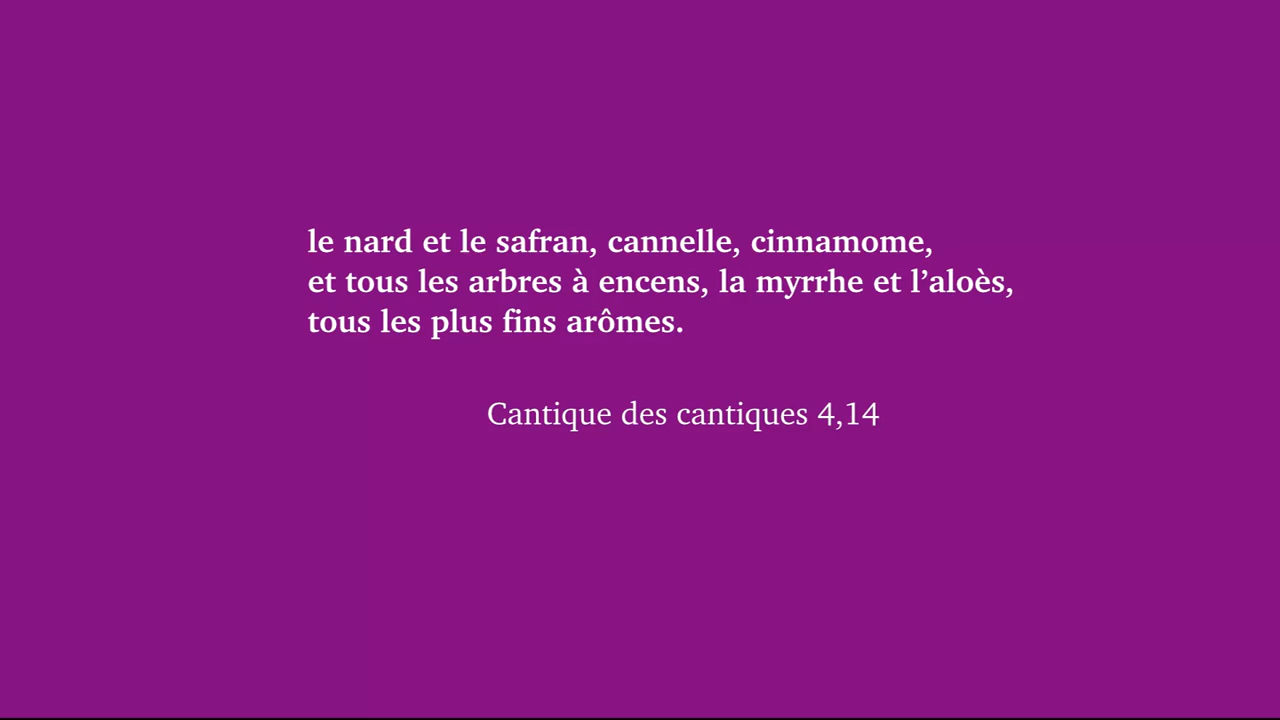 le nard et le safran, cannelle, cinnamome,
et tous les arbres à encens, la myrrhe et l’aloès,
tous les plus fins arômes.
Cantique des cantiques 4,14